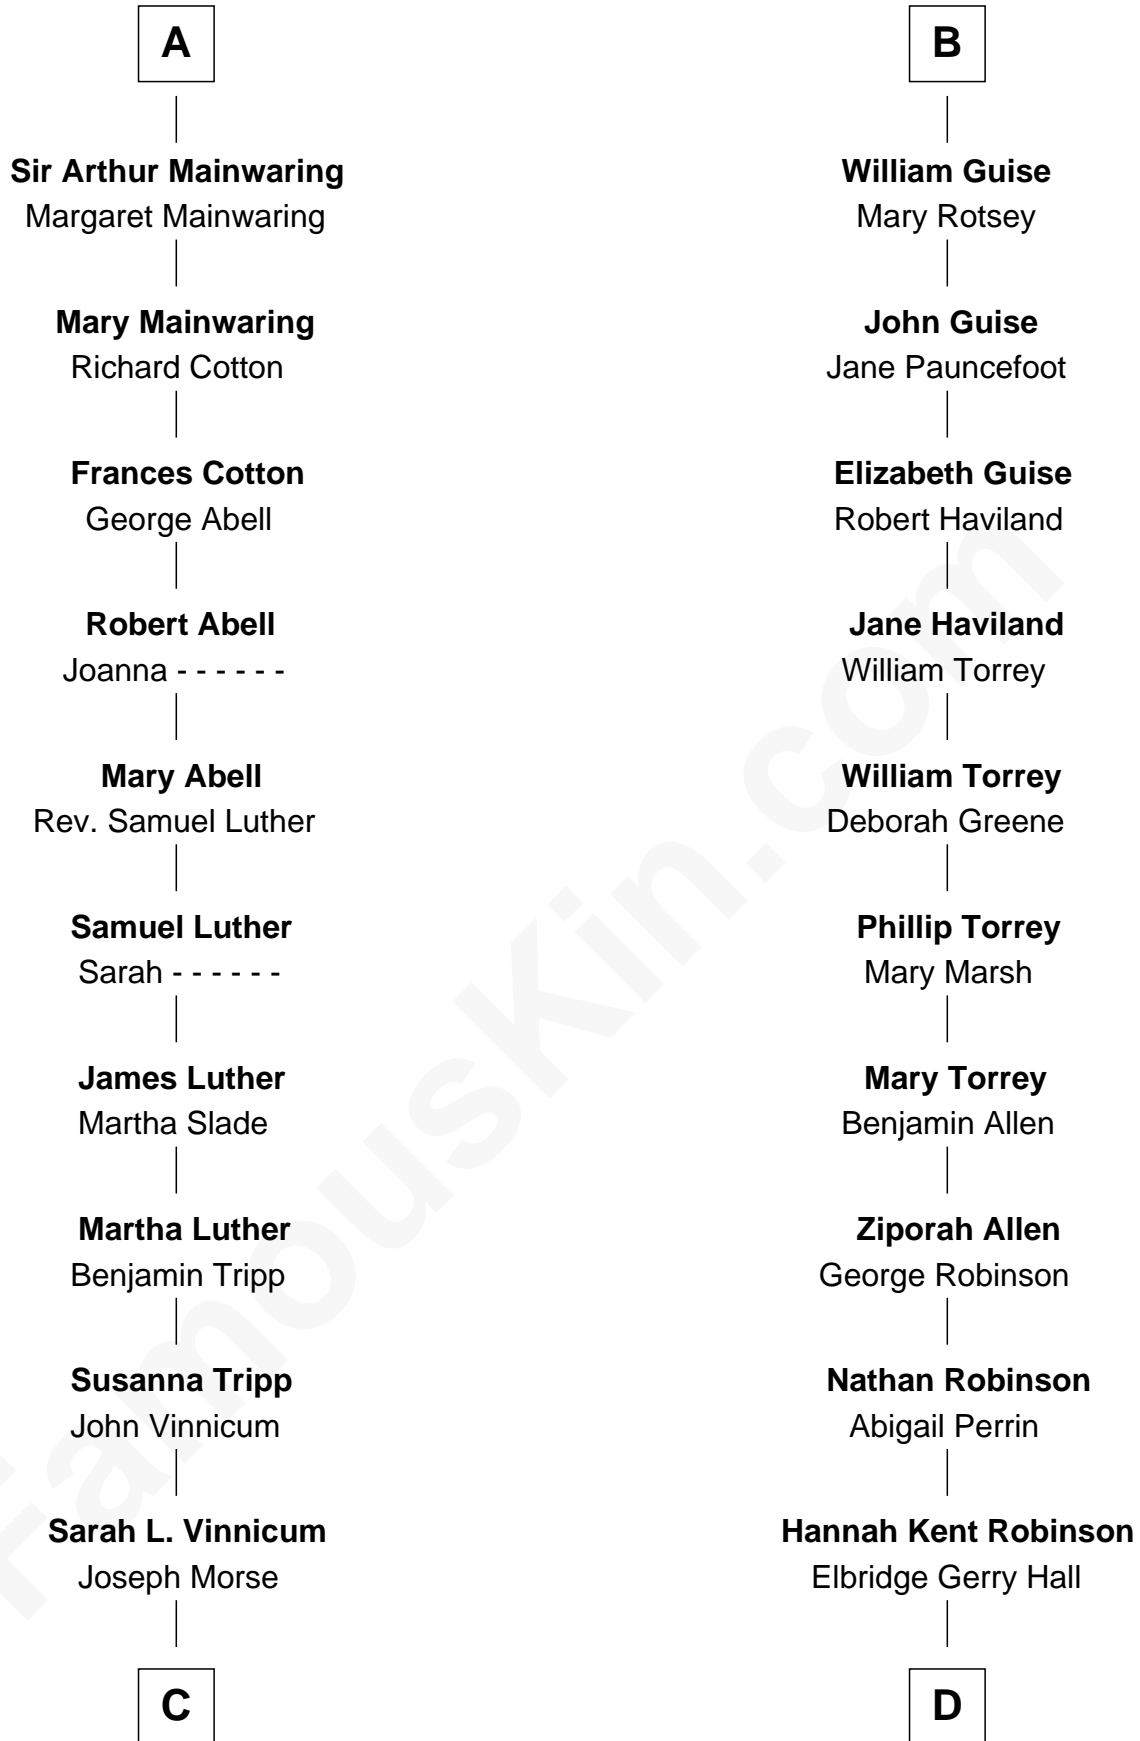 A
Sir Arthur Mainwaring
Margaret Mainwaring
Mary Mainwaring
Richard Cotton
Frances Cotton
George Abell
Robert Abell
Joanna - - - - - -
Mary Abell
Rev. Samuel Luther
Samuel Luther
Sarah - - - - - -
James Luther
Martha Slade
Martha Luther
Benjamin Tripp
Susanna Tripp
John Vinnicum
Sarah L. Vinnicum
Joseph Morse
C
B
William Guise
Mary Rotsey
John Guise
Jane Pauncefoot
Elizabeth Guise
Robert Haviland
Jane Haviland
William Torrey
William Torrey
Deborah Greene
Phillip Torrey
Mary Marsh
Mary Torrey
Benjamin Allen
Ziporah Allen
George Robinson
Nathan Robinson
Abigail Perrin
Hannah Kent Robinson
Elbridge Gerry Hall
D
FamousKin.com